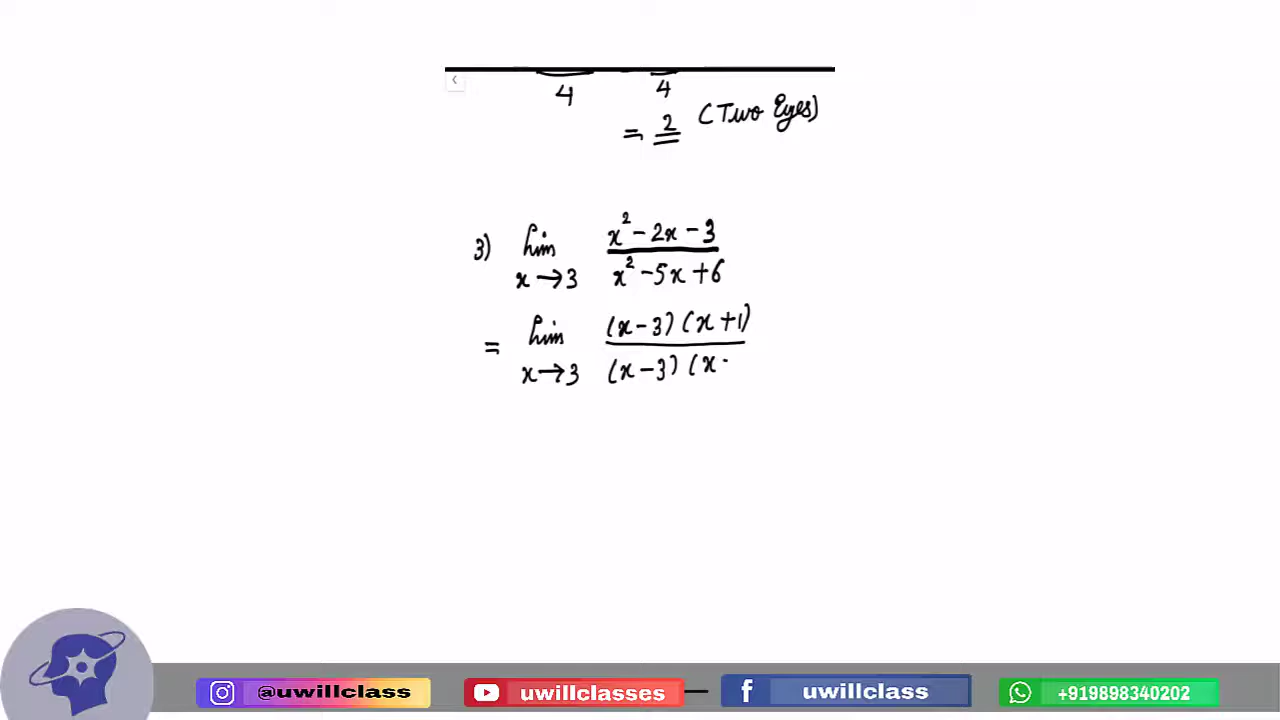 4 4
= 2 (Two Eyes)
3) lim x→3 x² - 2x - 3 / x² - 5x + 6
= lim x→3 (x-3) (x+1) / (x-3) (x -
@uwillclass uwillclasses uwillclass +919898340202